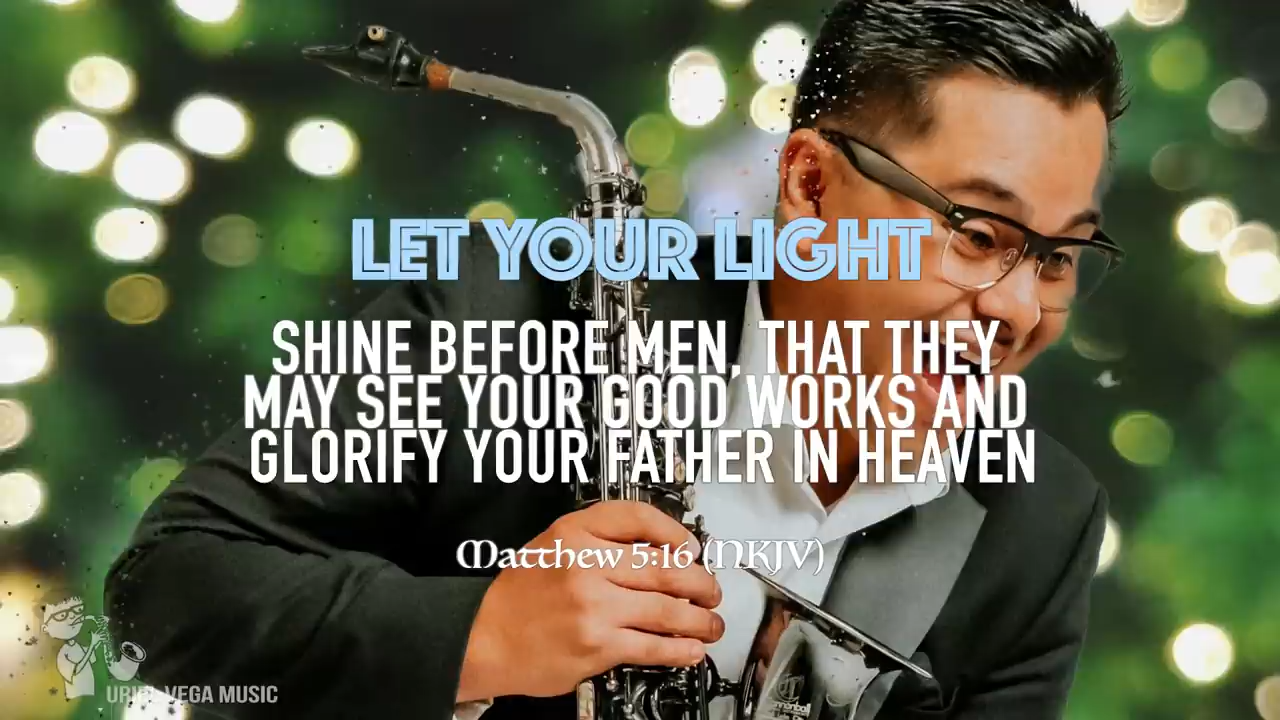 LET YOUR LIGHT
SHINE BEFORE MEN, THAT THEY
MAY SEE YOUR GOOD WORKS AND
GLORIFY YOUR FATHER IN HEAVEN
Matthew 5:16 (NKJV)
VEGA MUSIC